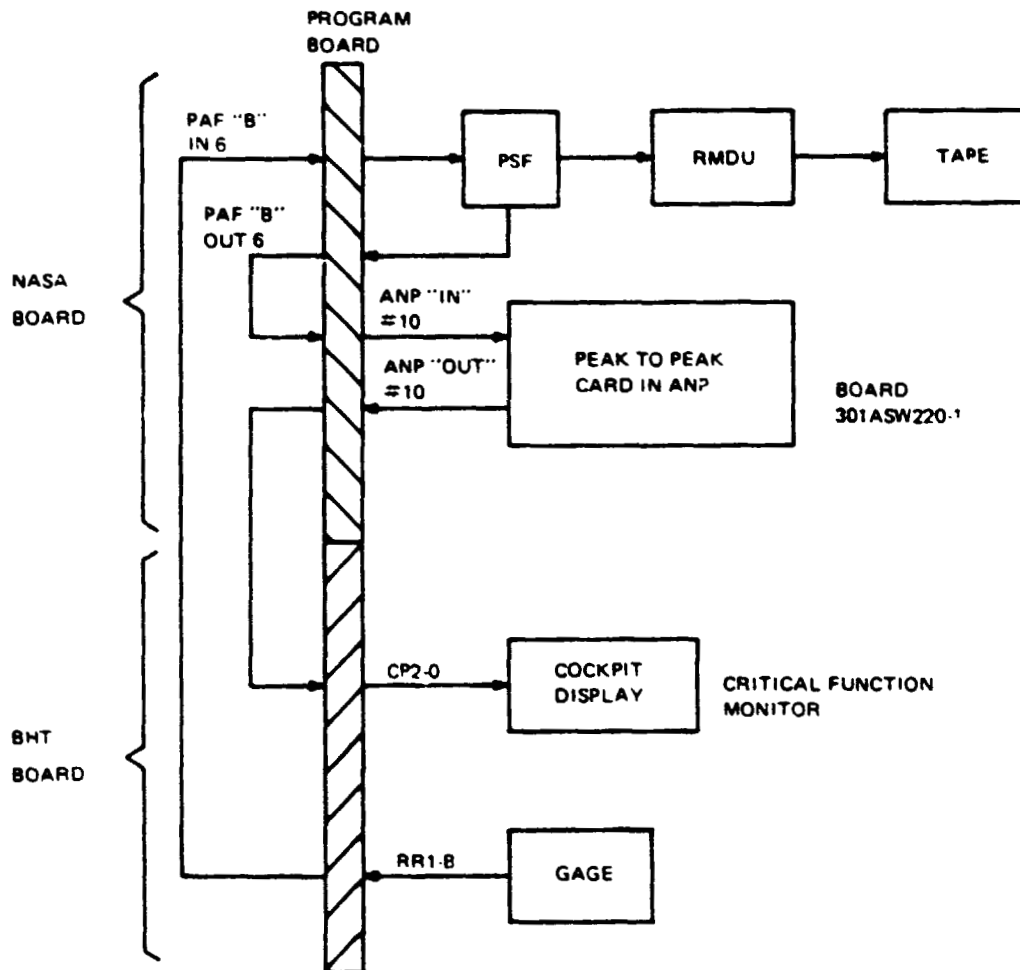 PROGRAM
BOARD
PAF "B"
IN 6
PSF
RMDU
TAPE
PAF "B"
OUT 6
NASA
BOARD
ANP "IN"
#10
ANP "OUT"
#10
PEAK TO PEAK
CARD IN ANP
BOARD
301ASW220-1
CP2-0
COCKPIT
DISPLAY
CRITICAL FUNCTION
MONITOR
BHT
BOARD
RR1-B
GAGE